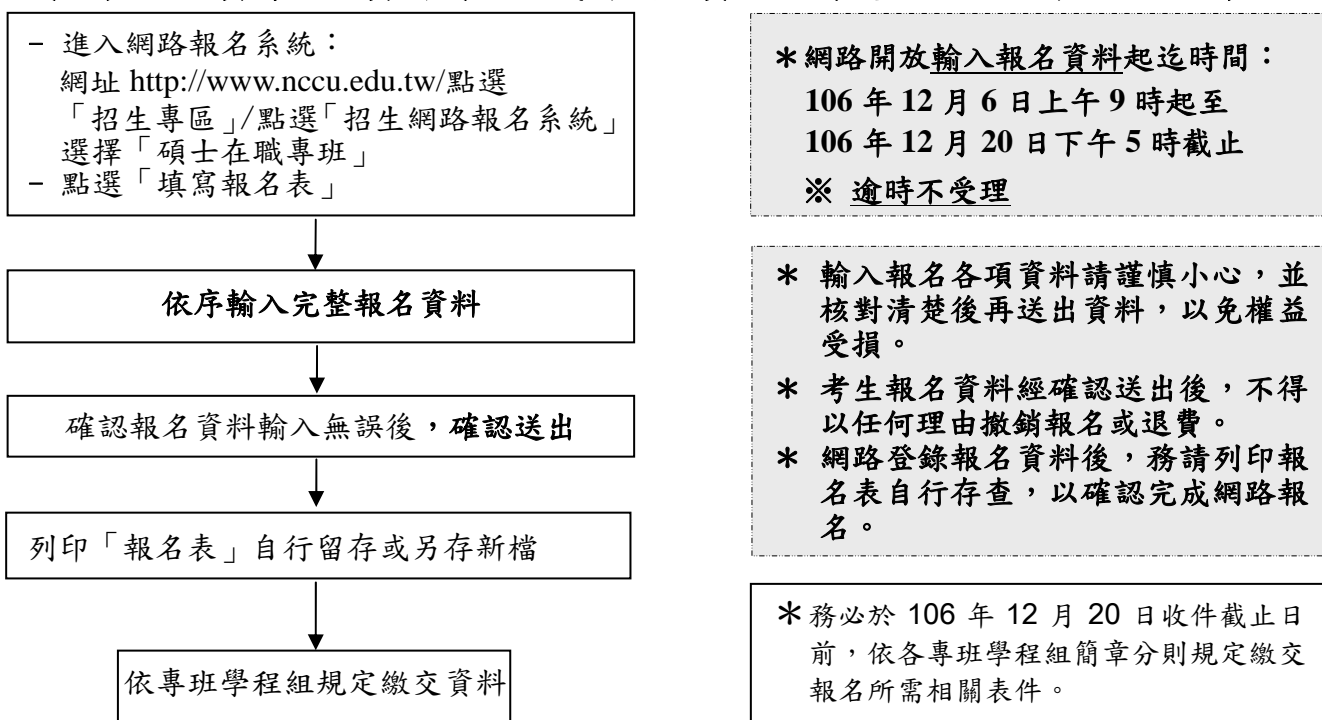 – 進入網路報名系統：
網址 http://www.nccu.edu.tw/點選
「招生專區」/點選「招生網路報名系統」
選擇「碩士在職專班」
– 點選「填寫報名表」
依序輸入完整報名資料
確認報名資料輸入無誤後，確認送出
列印「報名表」自行留存或另存新檔
依專班學程組規定繳交資料
＊網路開放輸入報名資料起迄時間：
106 年 12 月 6 日上午 9 時起至
106 年 12 月 20 日下午 5 時截止
※ 逾時不受理
＊ 輸入報名各項資料請謹慎小心，並
核對清楚後再送出資料，以免權益
受損。
＊ 考生報名資料經確認送出後，不得
以任何理由撤銷報名或退費。
＊ 網路登錄報名資料後，務請列印報
名表自行存查，以確認完成網路報
名。
＊務必於 106 年 12 月 20 日收件截止日
前，依各專班學程組簡章分則規定繳交
報名所需相關表件。